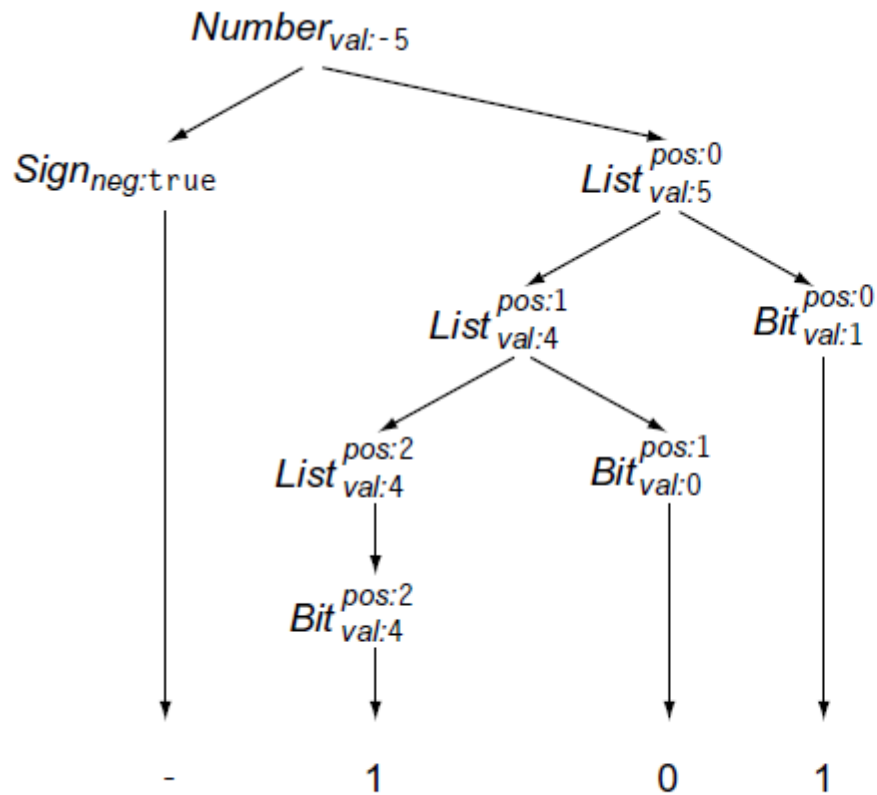 Number val:-5
Sign neg:true
List pos:0 val:5
List pos:1 val:4
Bit pos:0 val:1
List pos:2 val:4
Bit pos:1 val:0
Bit pos:2 val:4
- 1 0 1